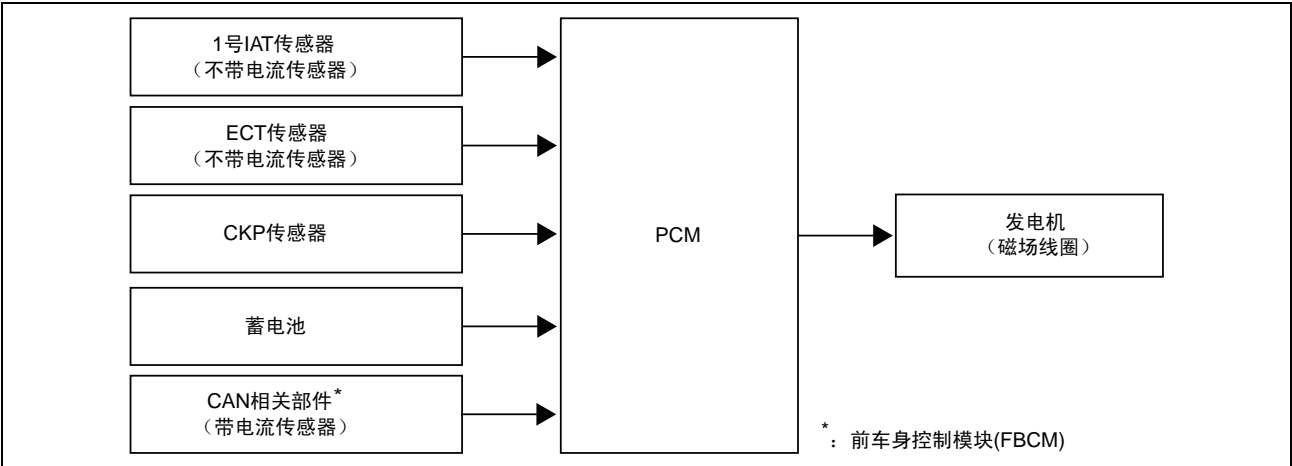 1号IAT传感器
（不带电流传感器）
ECT传感器
（不带电流传感器）
CKP传感器
蓄电池
CAN相关部件*
（带电流传感器）
PCM
发电机
（磁场线圈）
*：前车身控制模块(FBCM)